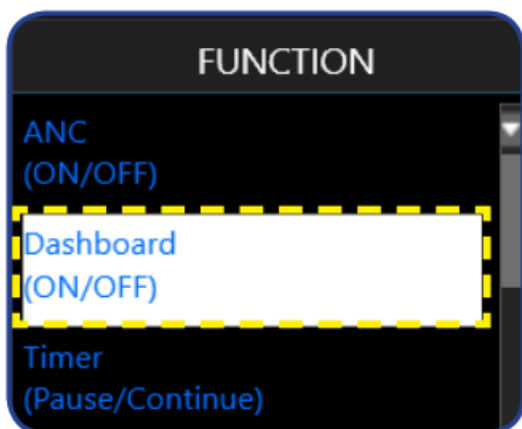 FUNCTION
ANC
(ON/OFF)
Dashboard
(ON/OFF)
Timer
(Pause/Continue)